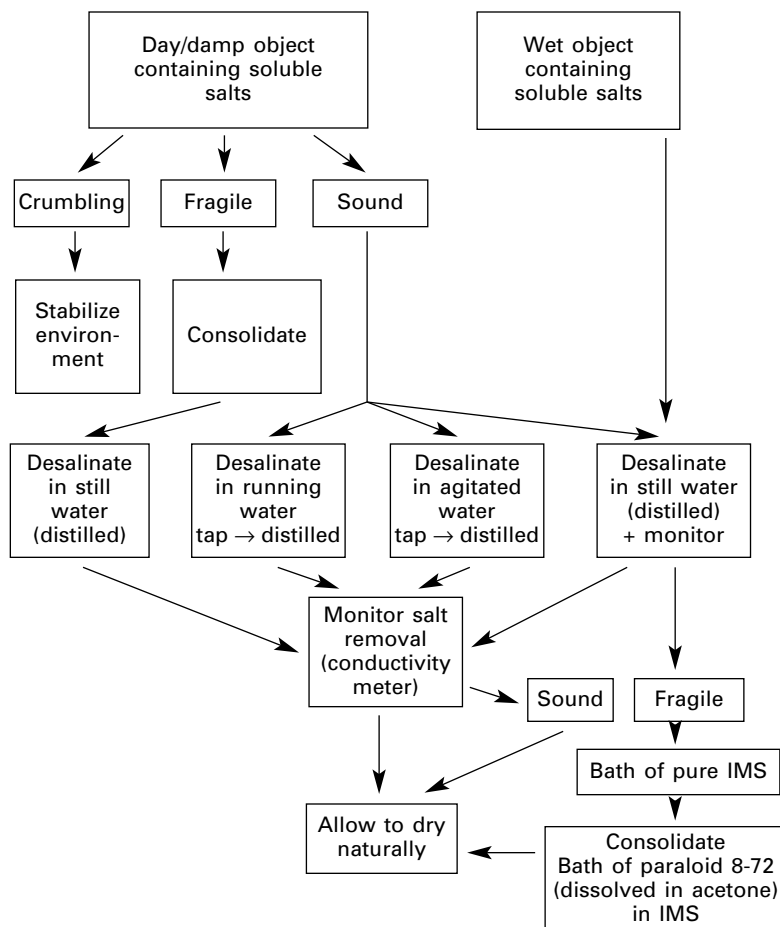 Day/damp object
containing soluble
salts
Wet object
containing
soluble salts
Crumbling
Fragile
Sound
Stabilize
environ-
ment
Consolidate
Desalinate
in still
water
(distilled)
Desalinate
in running
water
tap → distilled
Desalinate
in agitated
water
tap → distilled
Desalinate
in still water
(distilled)
+ monitor
Monitor salt
removal
(conductivity
meter)
Sound
Fragile
Bath of pure IMS
Allow to dry
naturally
Consolidate
Bath of paraloid 8-72
(dissolved in acetone)
in IMS